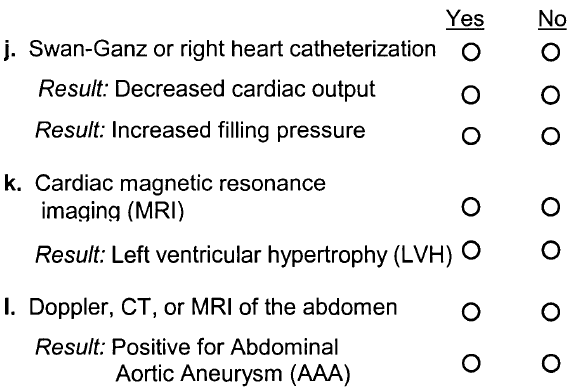 Yes No
j. Swan-Ganz or right heart catheterization
Result: Decreased cardiac output
Result: Increased filling pressure
k. Cardiac magnetic resonance
imaging (MRI)
Result: Left ventricular hypertrophy (LVH)
l. Doppler, CT, or MRI of the abdomen
Result: Positive for Abdominal
Aortic Aneurysm (AAA)